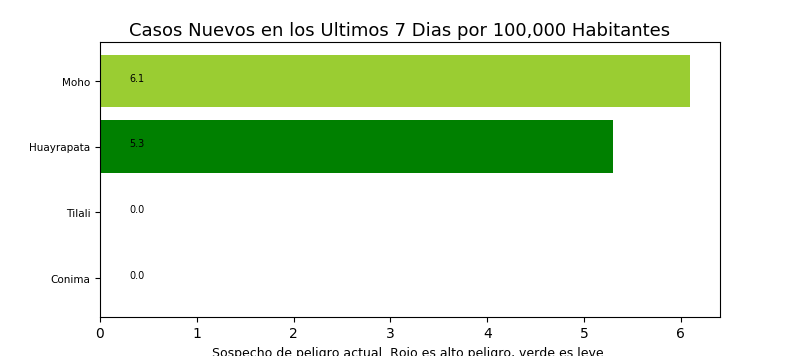 Casos Nuevos en los Ultimos 7 Dias por 100,000 Habitantes
Moho 6.1
Huayrapata 5.3
Tilali 0.0
Conima 0.0
0 1 2 3 4 5 6
Sospecho de peligro actual. Rojo es alto peligro, verde es leve